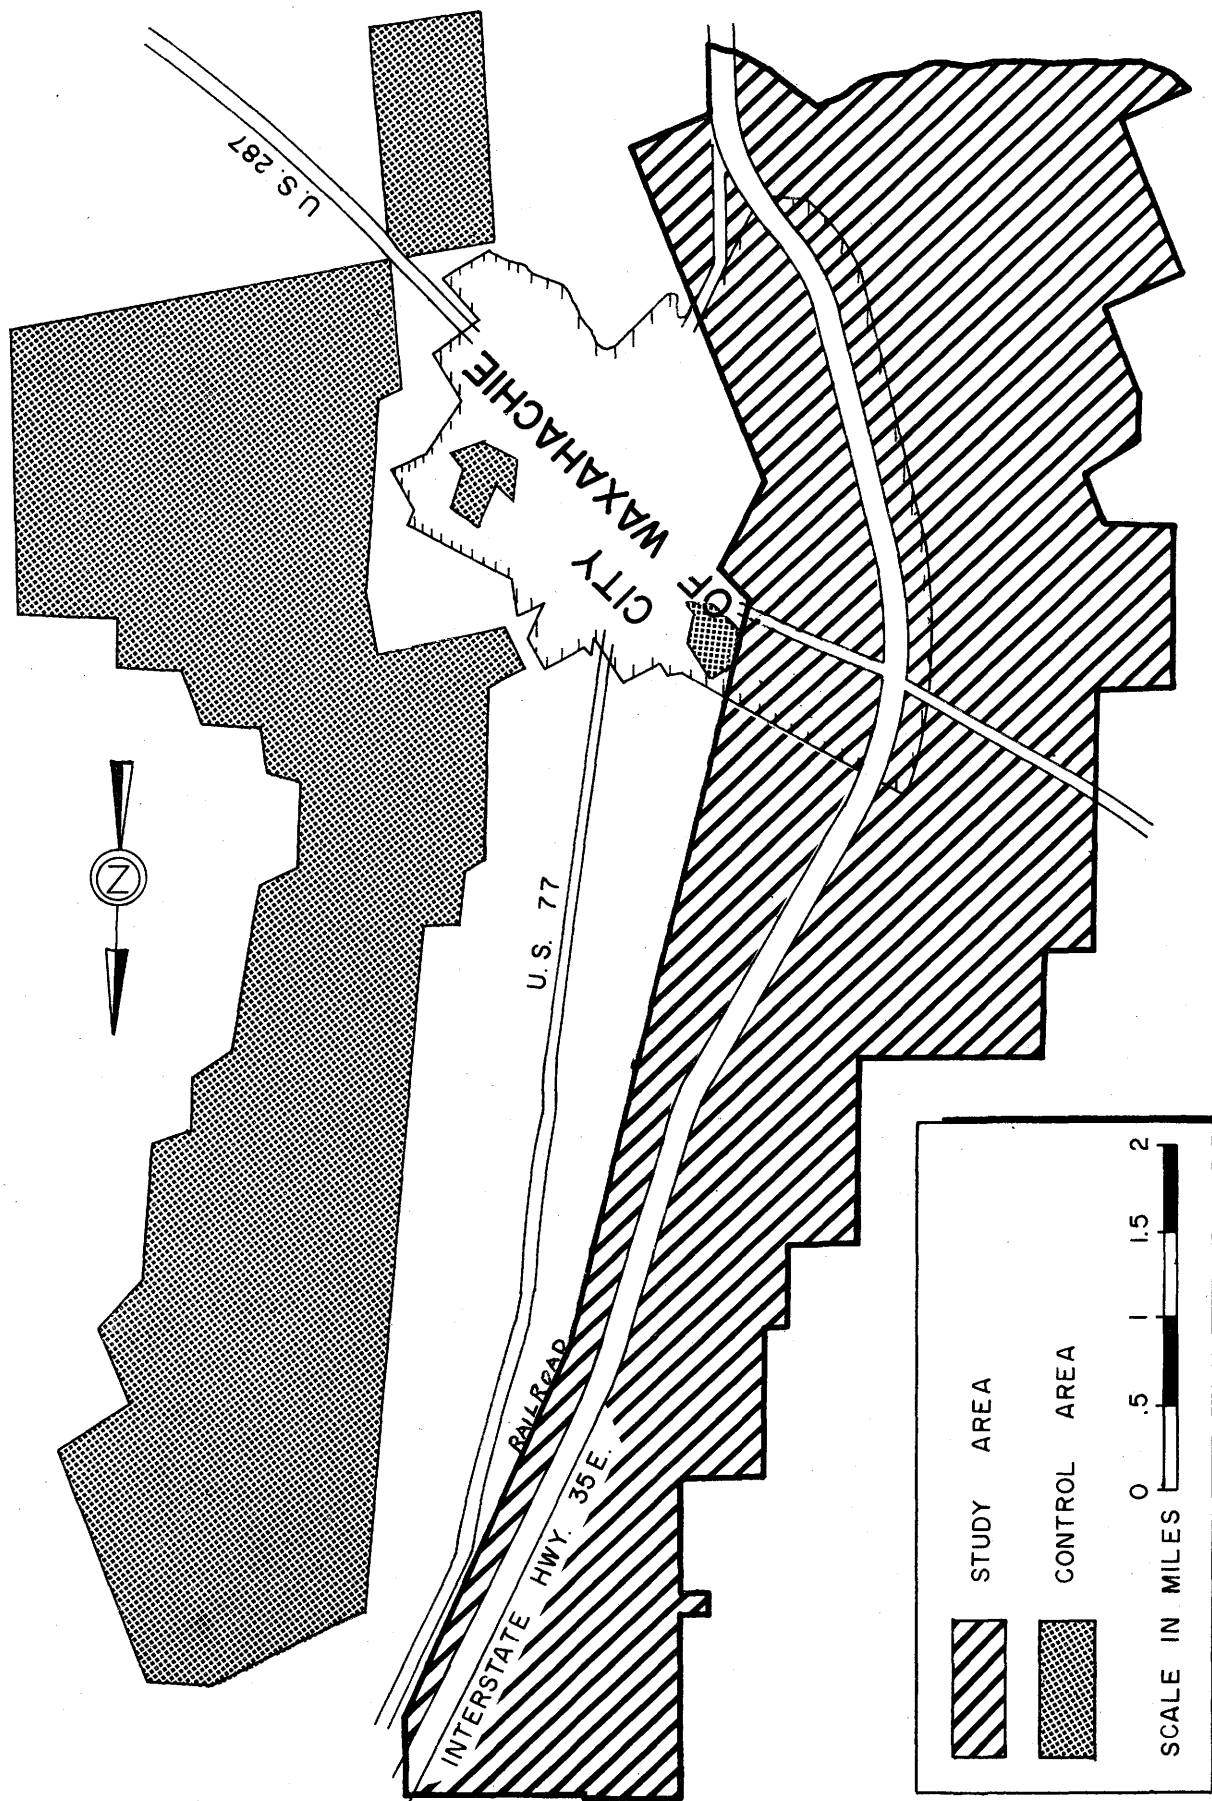 U.S. 287
CITY
OF WAXAHACHIE
N
U.S. 77
RAILROAD
INTERSTATE HWY. 35E.
STUDY AREA
CONTROL AREA
0 .5 1 1.5 2
SCALE IN MILES